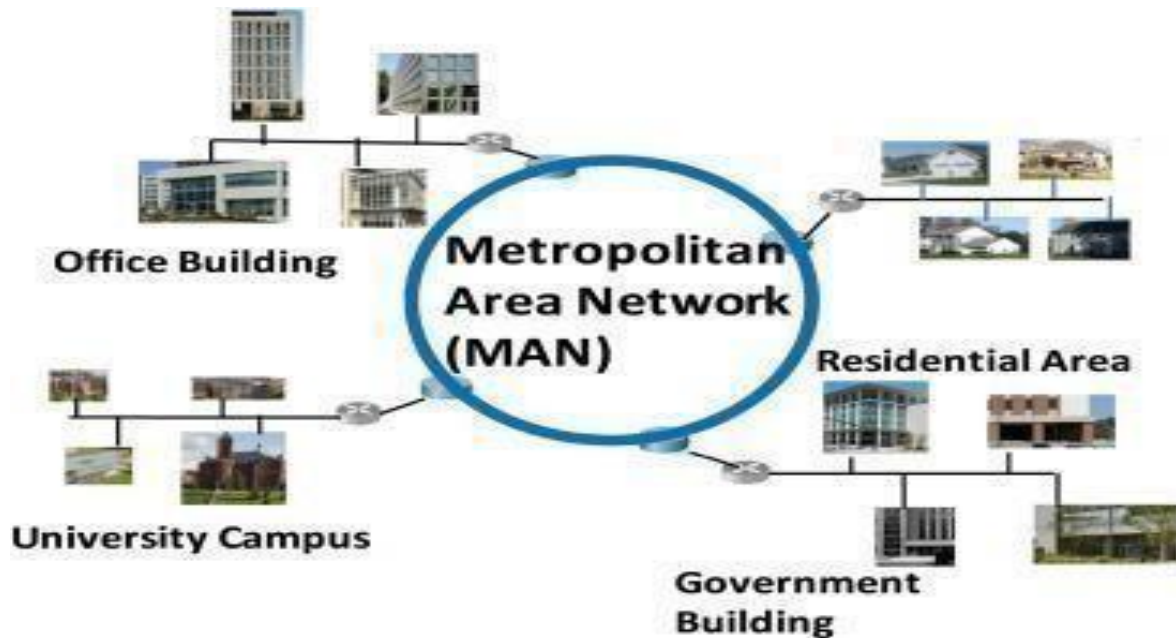 Office Building
Metropolitan
Area Network
(MAN)
Residential Area
University Campus
Government
Building